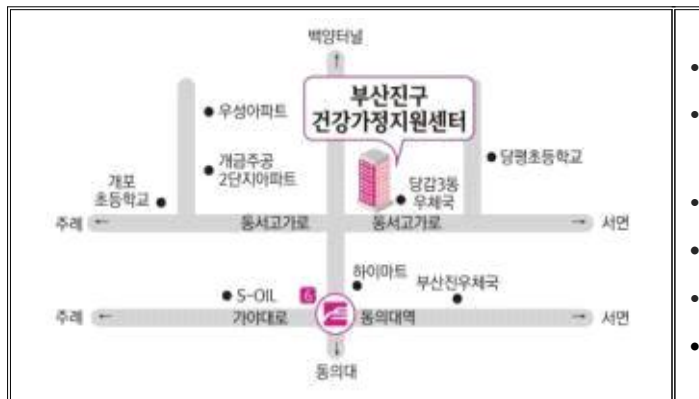 백양터널
부산진구
건강가정지원센터
우성아파트
개금주공
2단지아파트
당평초등학교
개포
초등학교
당감3동
우체국
주례
동서고가로
동서고가로
서면
하이마트
부산진우체국
S-OIL
6
주례
가야대로
동의대역
서면
동의대